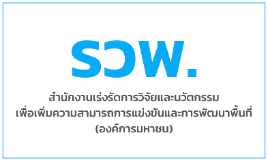 รวพ.
สำนักงานเร่งรัดการวิจัยและนวัตกรรม
เพื่อเพิ่มความสามารถการแข่งขันและการพัฒนาพื้นที่
(องค์การมหาชน)